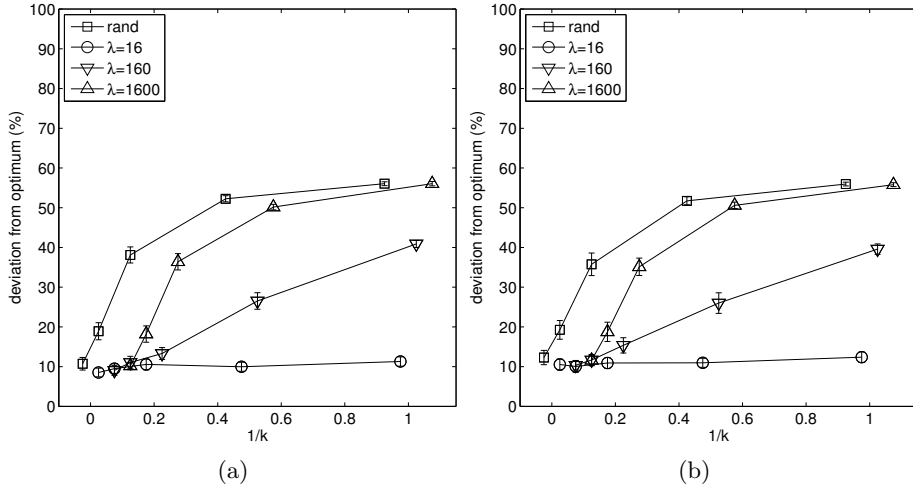 rand
λ=16
λ=160
λ=1600
deviation from optimum (%)
100
90
80
70
60
50
40
30
20
10
0
0 0.2 0.4 0.6 0.8 1
1/k
(a)
rand
λ=16
λ=160
λ=1600
deviation from optimum (%)
100
90
80
70
60
50
40
30
20
10
0
0 0.2 0.4 0.6 0.8 1
1/k
(b)